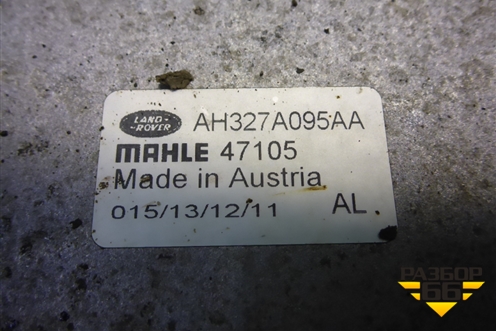 LAND-
-ROVER
AH327A095AA
MAHLE 47105
Made in Austria
015/13/12/11 AL.
РАЗБОР
66